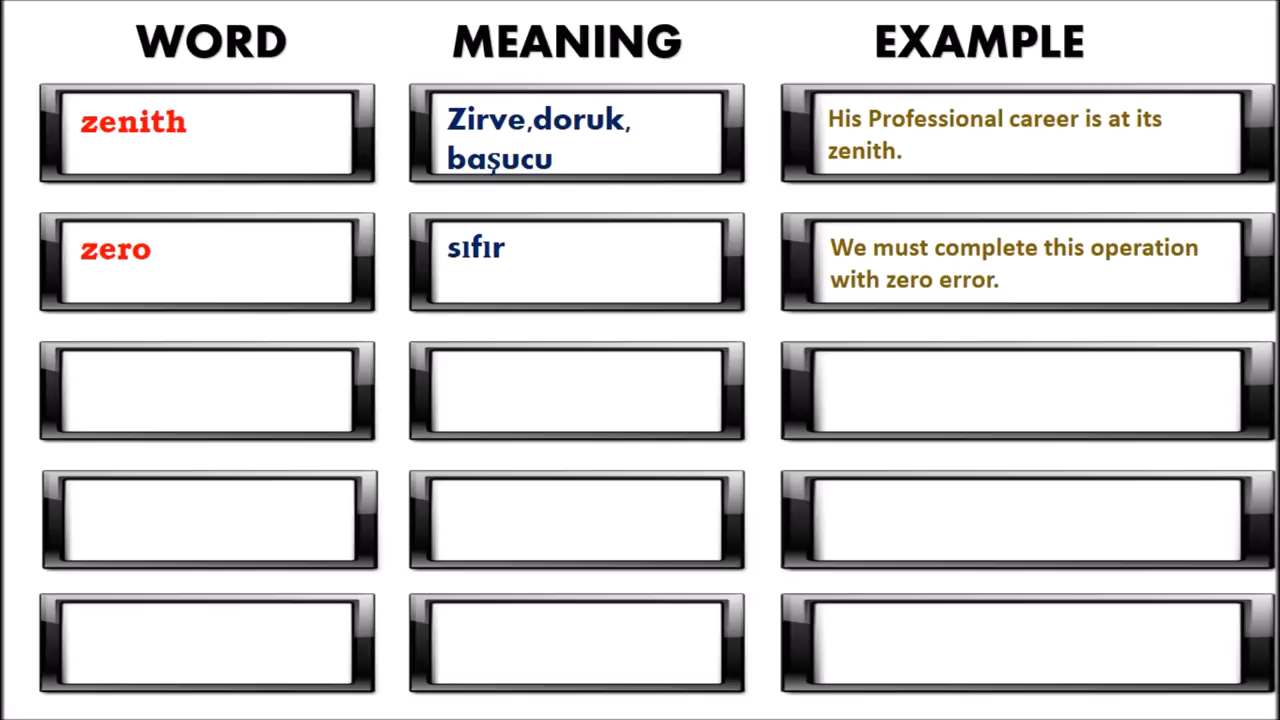 WORD MEANING EXAMPLE
zenith
Zirve,doruk,
başucu
His Professional career is at its
zenith.
zero
sıfır
We must complete this operation
with zero error.